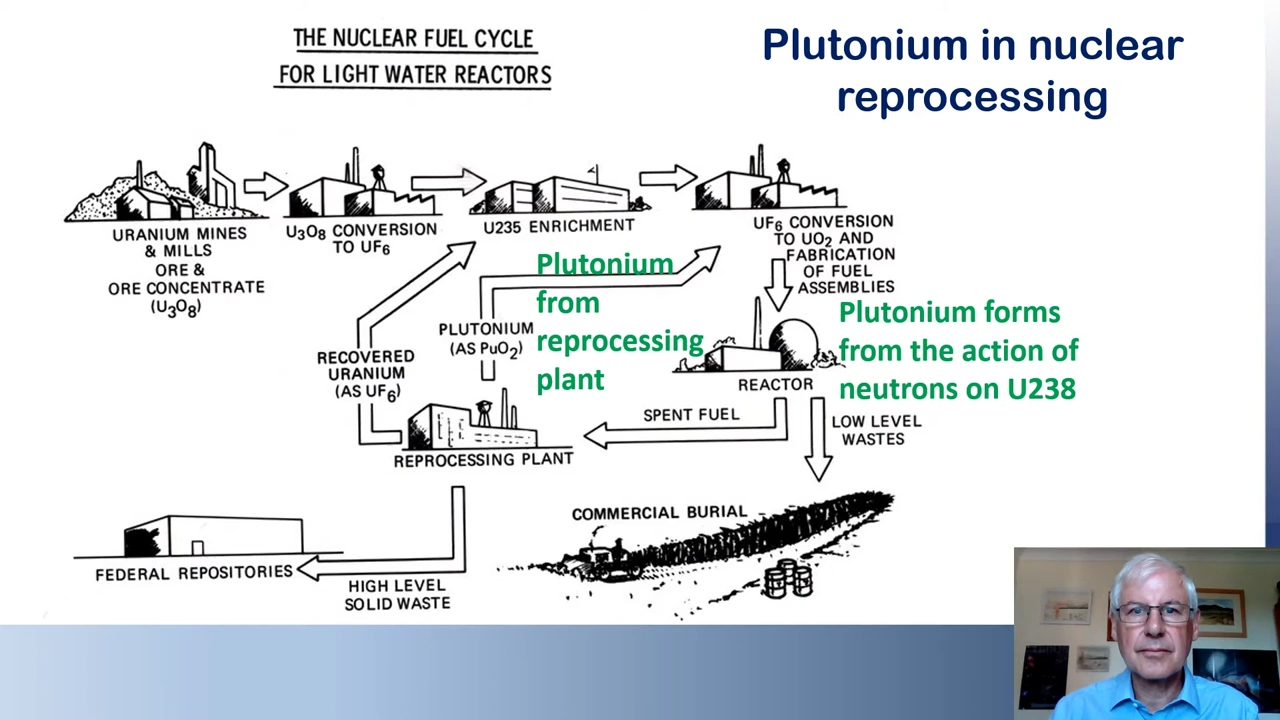 THE NUCLEAR FUEL CYCLE
FOR LIGHT WATER REACTORS
Plutonium in nuclear
reprocessing
URANIUM MINES
& MILLS
ORE &
ORE CONCENTRATE
(U₃O₈)
U₃O₈ CONVERSION
TO UF₆
U235 ENRICHMENT
UF₆ CONVERSION
TO UO₂ AND
FABRICATION
OF FUEL
ASSEMBLIES
Plutonium
from
reprocessing
plant
PLUTONIUM
(AS PuO₂)
RECOVERED
URANIUM
(AS UF₆)
Plutonium forms
from the action of
neutrons on U238
REACTOR
SPENT FUEL
LOW LEVEL
WASTES
REPROCESSING PLANT
COMMERCIAL BURIAL
FEDERAL REPOSITORIES
HIGH LEVEL
SOLID WASTE